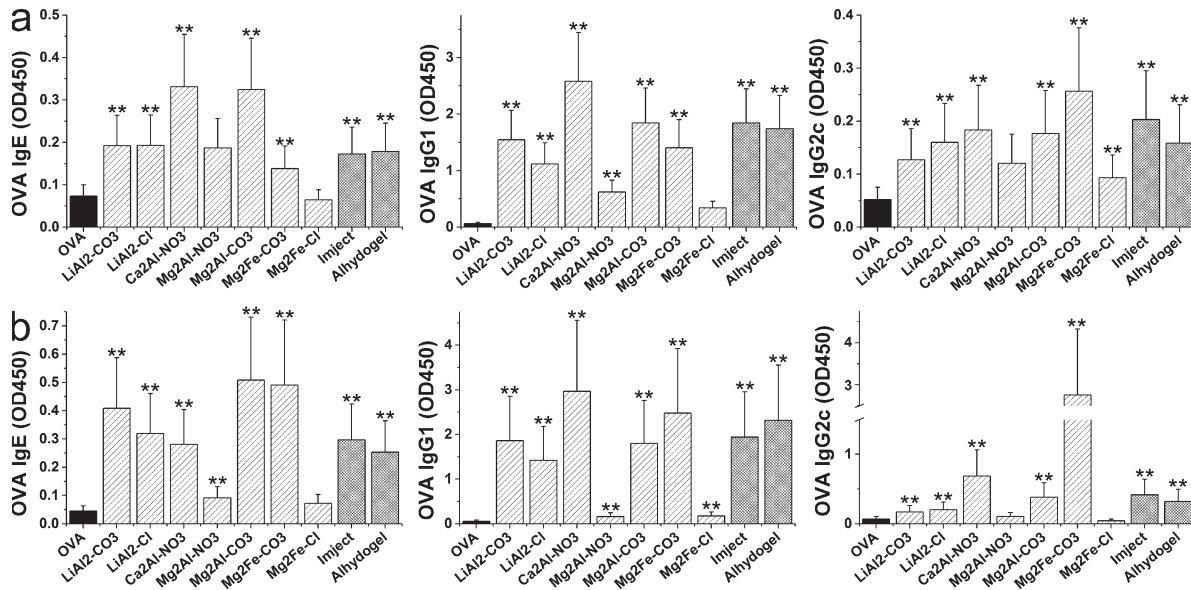 a
OVA IgE (OD450)
0.5
0.4
0.3
0.2
0.1
0.0
** ** ** ** ** ** **
OVA LiAl2-CO3 LiAl2-Cl Ca2Al-NO3 Mg2Al-NO3 Mg2Al-CO3 Mg2Fe-CO3 Mg2Fe-Cl Imject Alhydogel
OVA IgG1 (OD450)
3
2
1
0
** ** ** ** ** ** ** **
OVA LiAl2-CO3 LiAl2-Cl Ca2Al-NO3 Mg2Al-NO3 Mg2Al-CO3 Mg2Fe-CO3 Mg2Fe-Cl Imject Alhydogel
OVA IgG2c (OD450)
0.4
0.3
0.2
0.1
0.0
** ** ** ** ** ** ** **
OVA LiAl2-CO3 LiAl2-Cl Ca2Al-NO3 Mg2Al-NO3 Mg2Al-CO3 Mg2Fe-CO3 Mg2Fe-Cl Imject Alhydogel
b
OVA IgE (OD450)
0.7
0.6
0.5
0.4
0.3
0.2
0.1
0.0
** ** ** ** ** ** ** **
OVA LiAl2-CO3 LiAl2-Cl Ca2Al-NO3 Mg2Al-NO3 Mg2Al-CO3 Mg2Fe-CO3 Mg2Fe-Cl Imject Alhydogel
OVA IgG1 (OD450)
4
3
2
1
0
** ** ** ** ** ** ** ** **
OVA LiAl2-CO3 LiAl2-Cl Ca2Al-NO3 Mg2Al-NO3 Mg2Al-CO3 Mg2Fe-CO3 Mg2Fe-Cl Imject Alhydogel
OVA IgG2c (OD450)
4
3
2
1
0
** ** ** ** ** ** **
OVA LiAl2-CO3 LiAl2-Cl Ca2Al-NO3 Mg2Al-NO3 Mg2Al-CO3 Mg2Fe-CO3 Mg2Fe-Cl Imject Alhydogel